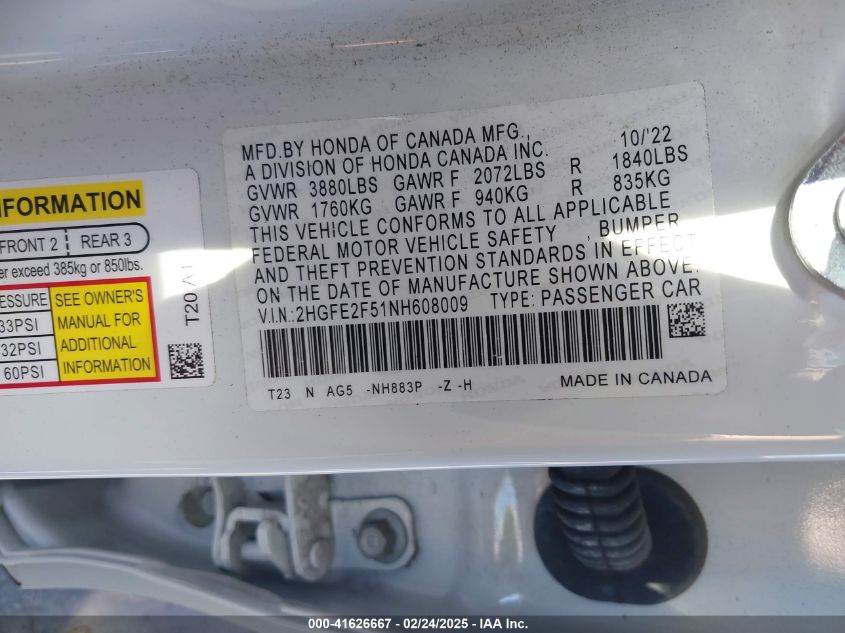 MFD.BY HONDA OF CANADA MFG., 10/'22
A DIVISION OF HONDA CANADA INC.
GVWR 3880LBS GAWR F 2072LBS R 1840LBS
GVWR 1760KG GAWR F 940KG R 835KG
THIS VEHICLE CONFORMS TO ALL APPLICABLE
FEDERAL MOTOR VEHICLE SAFETY , BUMPER
AND THEFT PREVENTION STANDARDS IN EFFECT
ON THE DATE OF MANUFACTURE SHOWN ABOVE.
V.I.N.:2HGFE2F51NH608009 TYPE: PASSENGER CAR
T23 N AG5 -NH883P -Z -H MADE IN CANADA
FRONT 2 REAR 3
exceed 385kg or 850lbs.
SEE OWNER'S
33PSI MANUAL FOR
32PSI ADDITIONAL
60PSI INFORMATION
T20
000-41626667 - 02/24/2025 - IAA Inc.